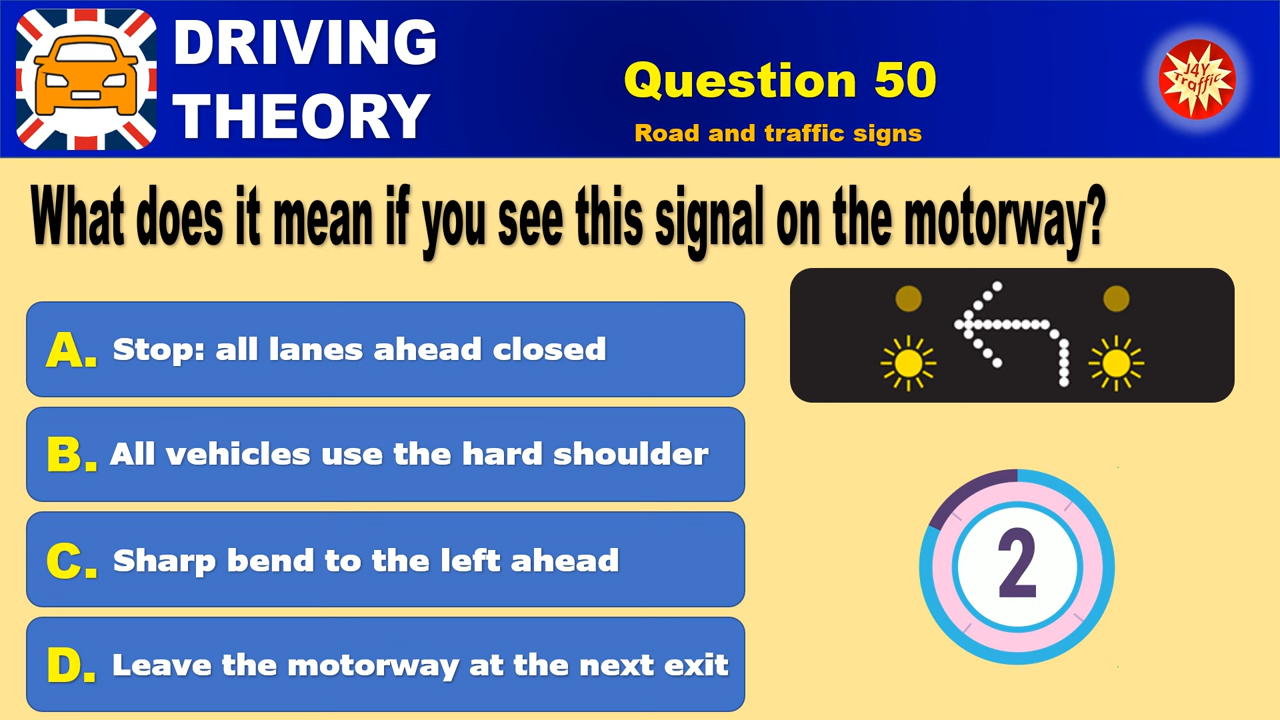 DRIVING
THEORY
Question 50
Road and traffic signs
J4Y
Traffic
What does it mean if you see this signal on the motorway?
A. Stop: all lanes ahead closed
B. All vehicles use the hard shoulder
C. Sharp bend to the left ahead
D. Leave the motorway at the next exit
2